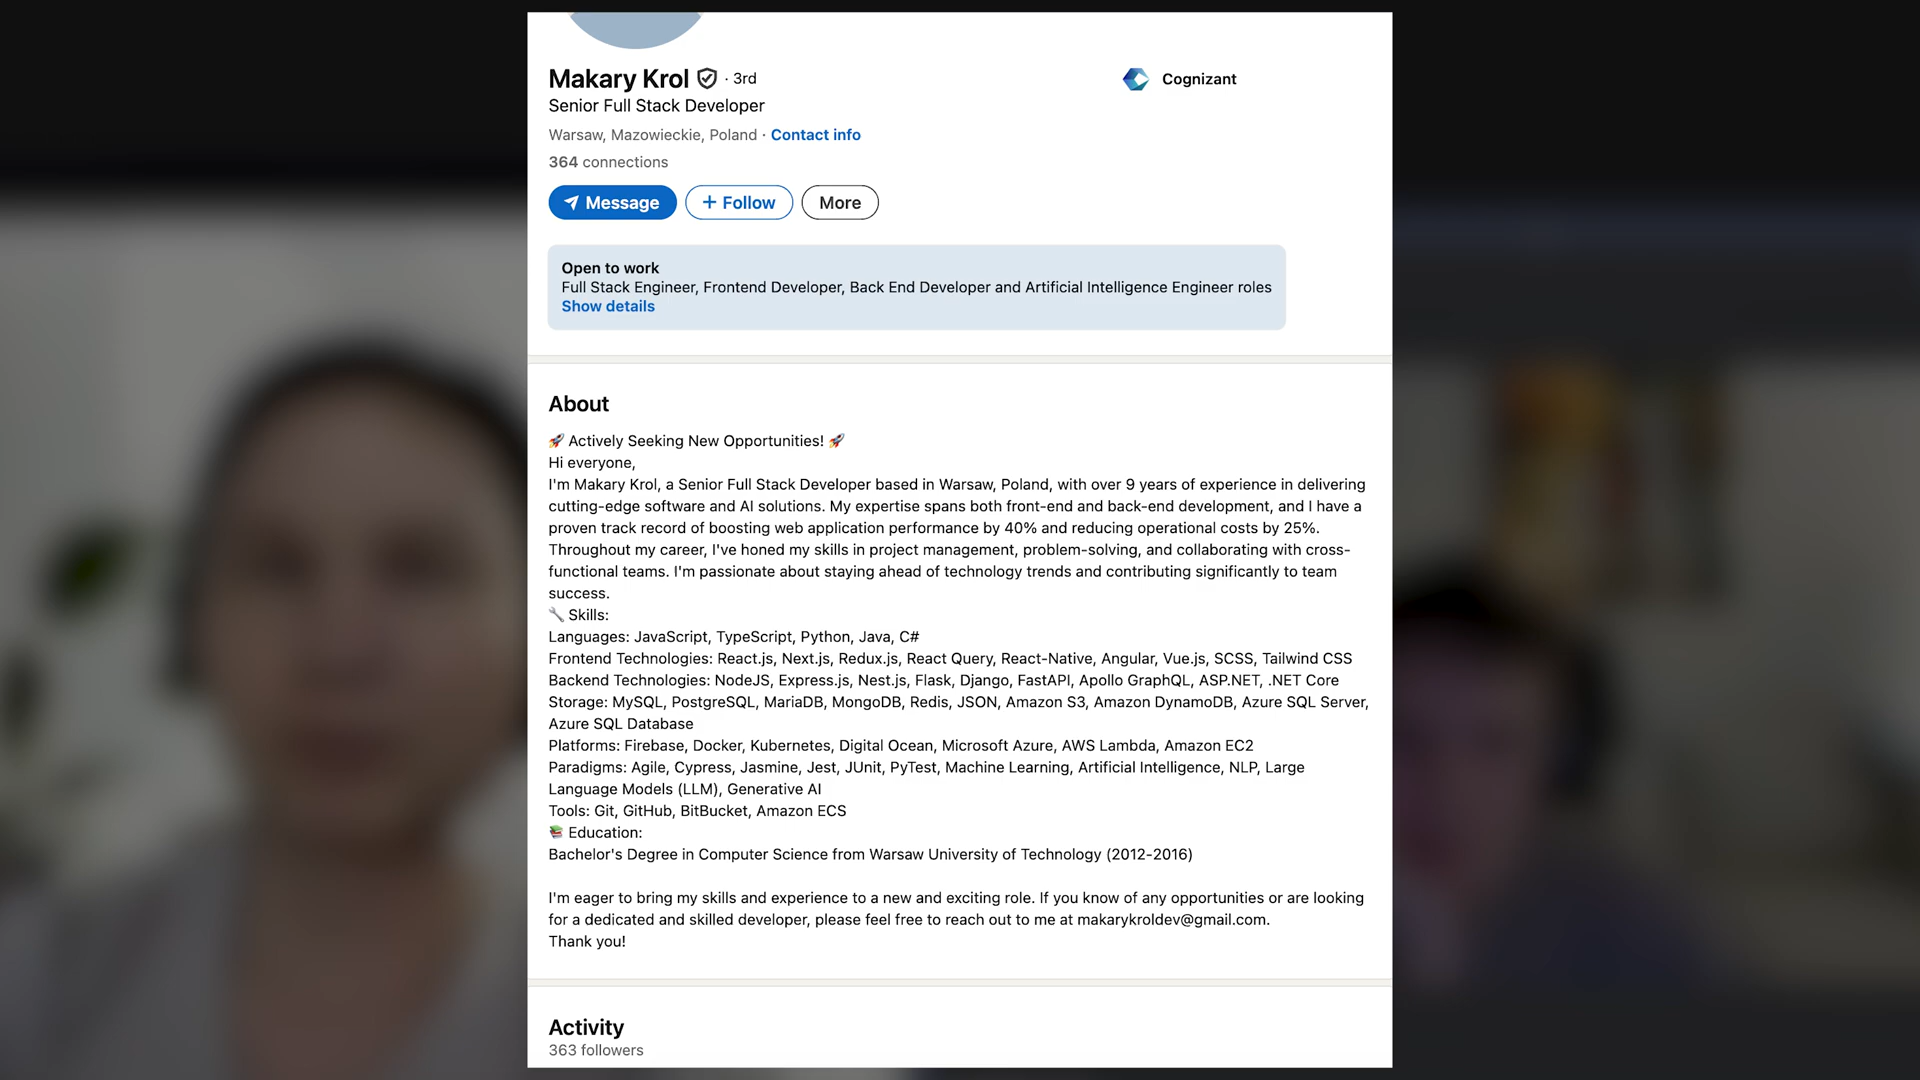 Makary Krol · 3rd
Cognizant
Senior Full Stack Developer
Warsaw, Mazowieckie, Poland · Contact info
364 connections
Message
+ Follow
More
Open to work
Full Stack Engineer, Frontend Developer, Back End Developer and Artificial Intelligence Engineer roles
Show details
About
🚀 Actively Seeking New Opportunities! 🚀
Hi everyone,
I'm Makary Krol, a Senior Full Stack Developer based in Warsaw, Poland, with over 9 years of experience in delivering
cutting-edge software and AI solutions. My expertise spans both front-end and back-end development, and I have a
proven track record of boosting web application performance by 40% and reducing operational costs by 25%.
Throughout my career, I've honed my skills in project management, problem-solving, and collaborating with cross-
functional teams. I'm passionate about staying ahead of technology trends and contributing significantly to team
success.
🔧 Skills:
Languages: JavaScript, TypeScript, Python, Java, C#
Frontend Technologies: React.js, Next.js, Redux.js, React Query, React-Native, Angular, Vue.js, SCSS, Tailwind CSS
Backend Technologies: NodeJS, Express.js, Nest.js, Flask, Django, FastAPI, Apollo GraphQL, ASP.NET, .NET Core
Storage: MySQL, PostgreSQL, MariaDB, MongoDB, Redis, JSON, Amazon S3, Amazon DynamoDB, Azure SQL Server,
Azure SQL Database
Platforms: Firebase, Docker, Kubernetes, Digital Ocean, Microsoft Azure, AWS Lambda, Amazon EC2
Paradigms: Agile, Cypress, Jasmine, Jest, JUnit, PyTest, Machine Learning, Artificial Intelligence, NLP, Large
Language Models (LLM), Generative AI
Tools: Git, GitHub, BitBucket, Amazon ECS
📚 Education:
Bachelor's Degree in Computer Science from Warsaw University of Technology (2012-2016)
I'm eager to bring my skills and experience to a new and exciting role. If you know of any opportunities or are looking
for a dedicated and skilled developer, please feel free to reach out to me at makarykroldev@gmail.com.
Thank you!
Activity
363 followers